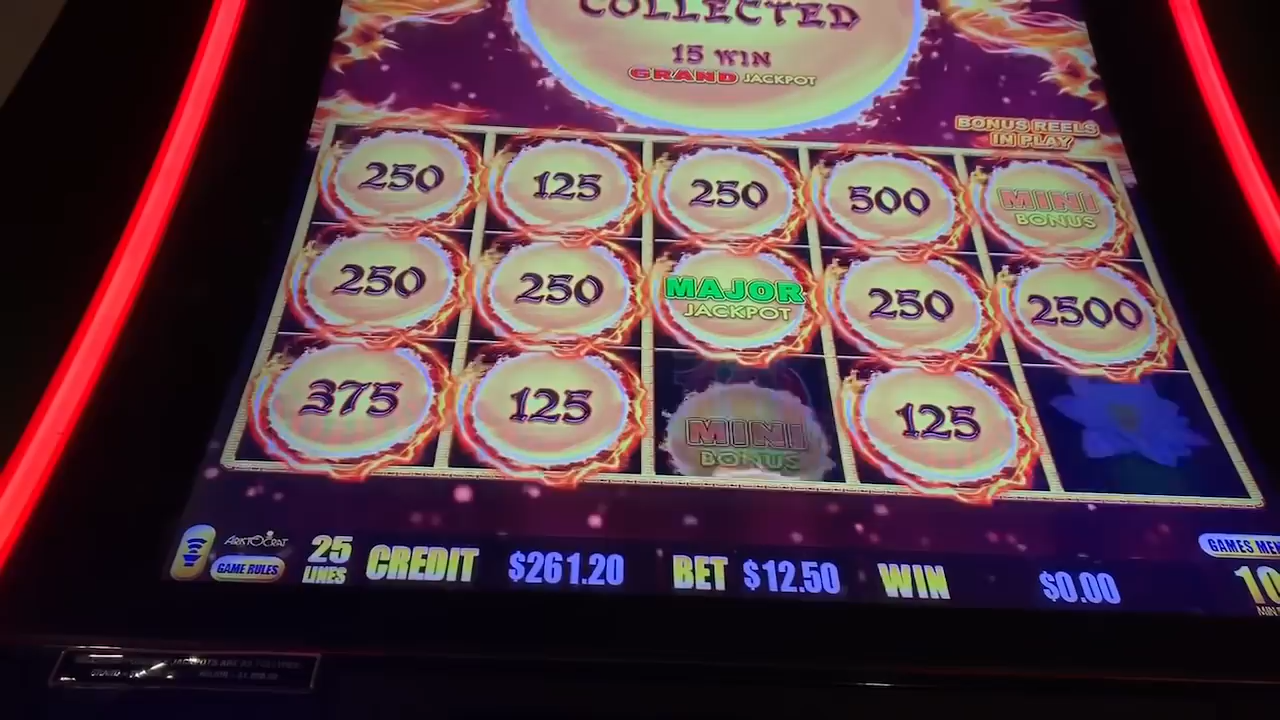 COLLECTED
15 WIN
GRAND JACKPOT
BONUS REELS
IN PLAY
250 125 250 500 MINI BONUS
250 250 MAJOR JACKPOT 250 2500
375 125 MINI BONUS 125
ARISTOCRAT
GAME RULES
25 LINES CREDIT $261.20 BET $12.50 WIN $0.00
GAMES
10